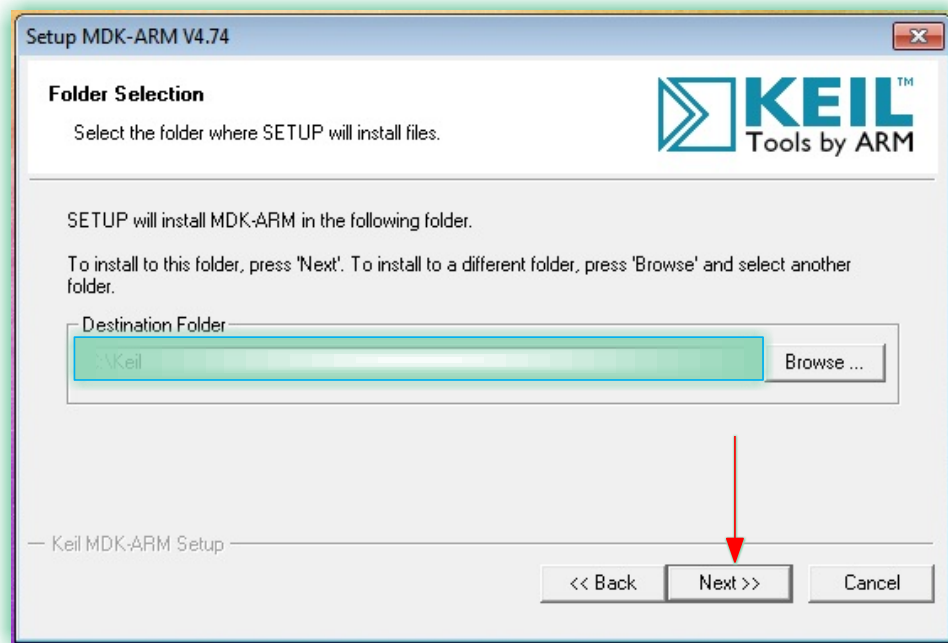 Setup MDK-ARM V4.74
Folder Selection
Select the folder where SETUP will install files.
KEIL™
Tools by ARM
SETUP will install MDK-ARM in the following folder.
To install to this folder, press 'Next'. To install to a different folder, press 'Browse' and select another
folder.
Destination Folder
:\Keil
Browse ...
Keil MDK-ARM Setup
<< Back
Next >>
Cancel